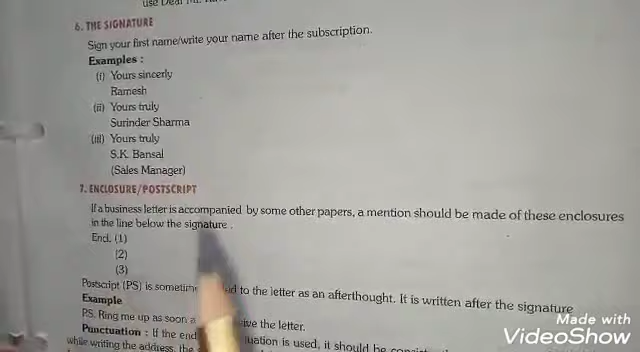 use Dear
6. THE SIGNATURE
Sign your first name/write your name after the subscription.
Examples :
(i) Yours sincerly
Ramesh
(ii) Yours truly
Surinder Sharma
(iii) Yours truly
S.K. Bansal
(Sales Manager)
7. ENCLOSURE/POSTSCRIPT
If a business letter is accompanied by some other papers, a mention should be made of these enclosures
in the line below the signature.
Encl. (1)
(2)
(3)
Postscript (PS) is to the letter as an afterthought. It is written after the signature
Example
P.S. Ring me up as soon the letter.
Punctuation : If the end is used, it should be
while writing the address, the
Made with
VideoShow